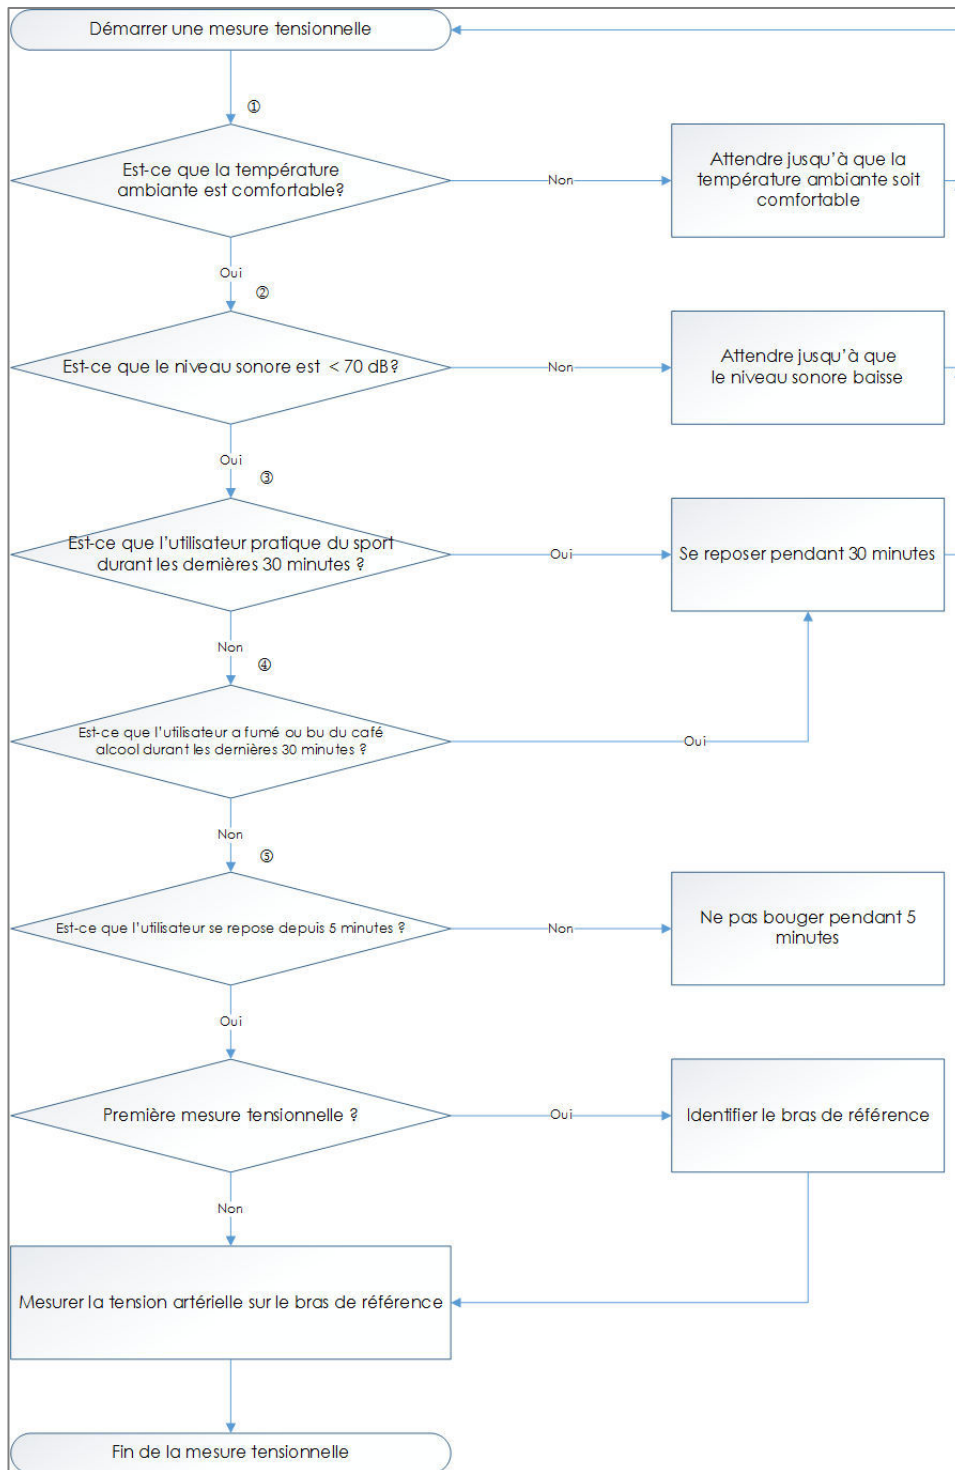 Démarrer une mesure tensionnelle
①
Est-ce que la température
ambiante est comfortable?
Non
Attendre jusqu'à que la
température ambiante soit
comfortable
Oui
②
Est-ce que le niveau sonore est < 70 dB?
Non
Attendre jusqu'à que
le niveau sonore baisse
Oui
③
Est-ce que l'utilisateur pratique du sport
durant les dernières 30 minutes ?
Oui
Se reposer pendant 30 minutes
Non
④
Est-ce que l'utilisateur a fumé ou bu du café
alcool durant les dernières 30 minutes ?
Oui
Non
⑤
Est-ce que l'utilisateur se repose depuis 5 minutes ?
Non
Ne pas bouger pendant 5
minutes
Oui
Première mesure tensionnelle ?
Oui
Identifier le bras de référence
Non
Mesurer la tension artérielle sur le bras de référence
Fin de la mesure tensionnelle